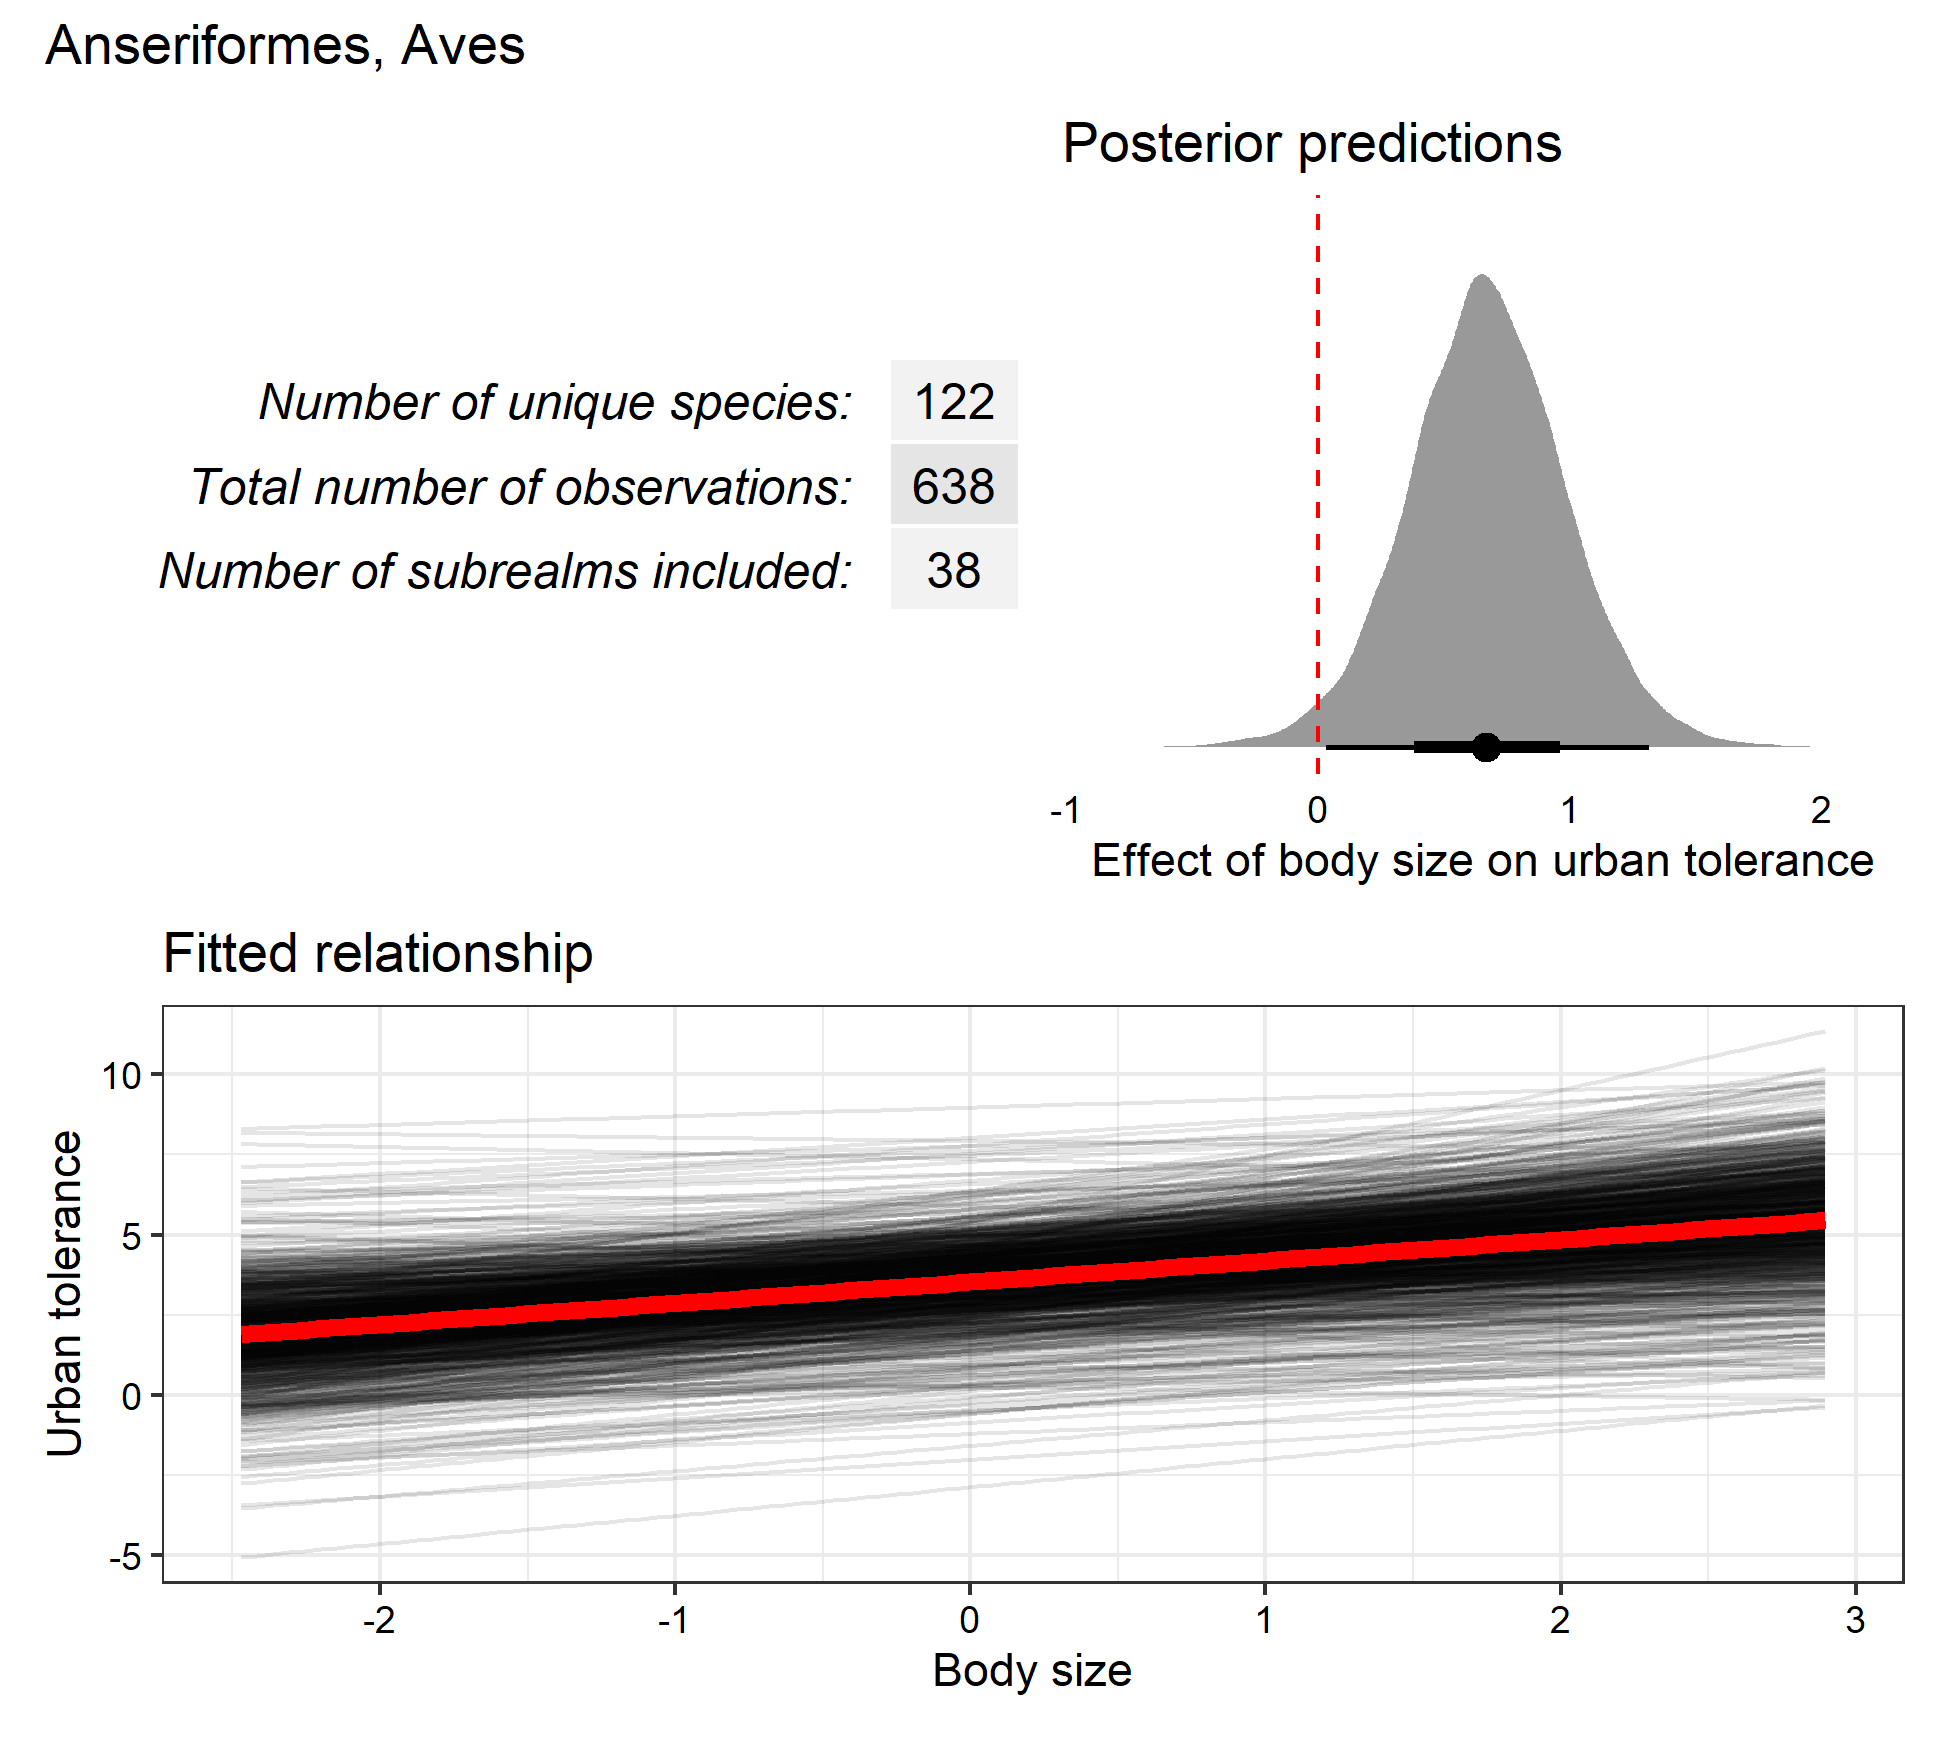 Anseriformes, Aves
Posterior predictions
Number of unique species: 122
Total number of observations: 638
Number of subrealms included: 38
-1 0 1 2
Effect of body size on urban tolerance
Fitted relationship
Urban tolerance
10
5
0
-5
-2 -1 0 1 2 3
Body size